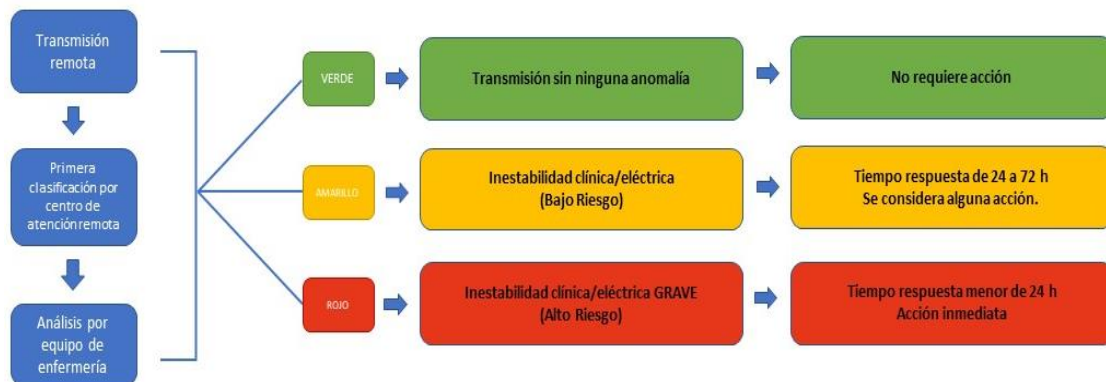 Transmisión
remota
Primera
clasificación por
centro de
atención remota
Análisis por
equipo de
enfermería
VERDE
Transmisión sin ninguna anomalía
No requiere acción
AMARILLO
Inestabilidad clínica/eléctrica
(Bajo Riesgo)
Tiempo respuesta de 24 a 72 h
Se considera alguna acción.
ROJO
Inestabilidad clínica/eléctrica GRAVE
(Alto Riesgo)
Tiempo respuesta menor de 24 h
Acción inmediata